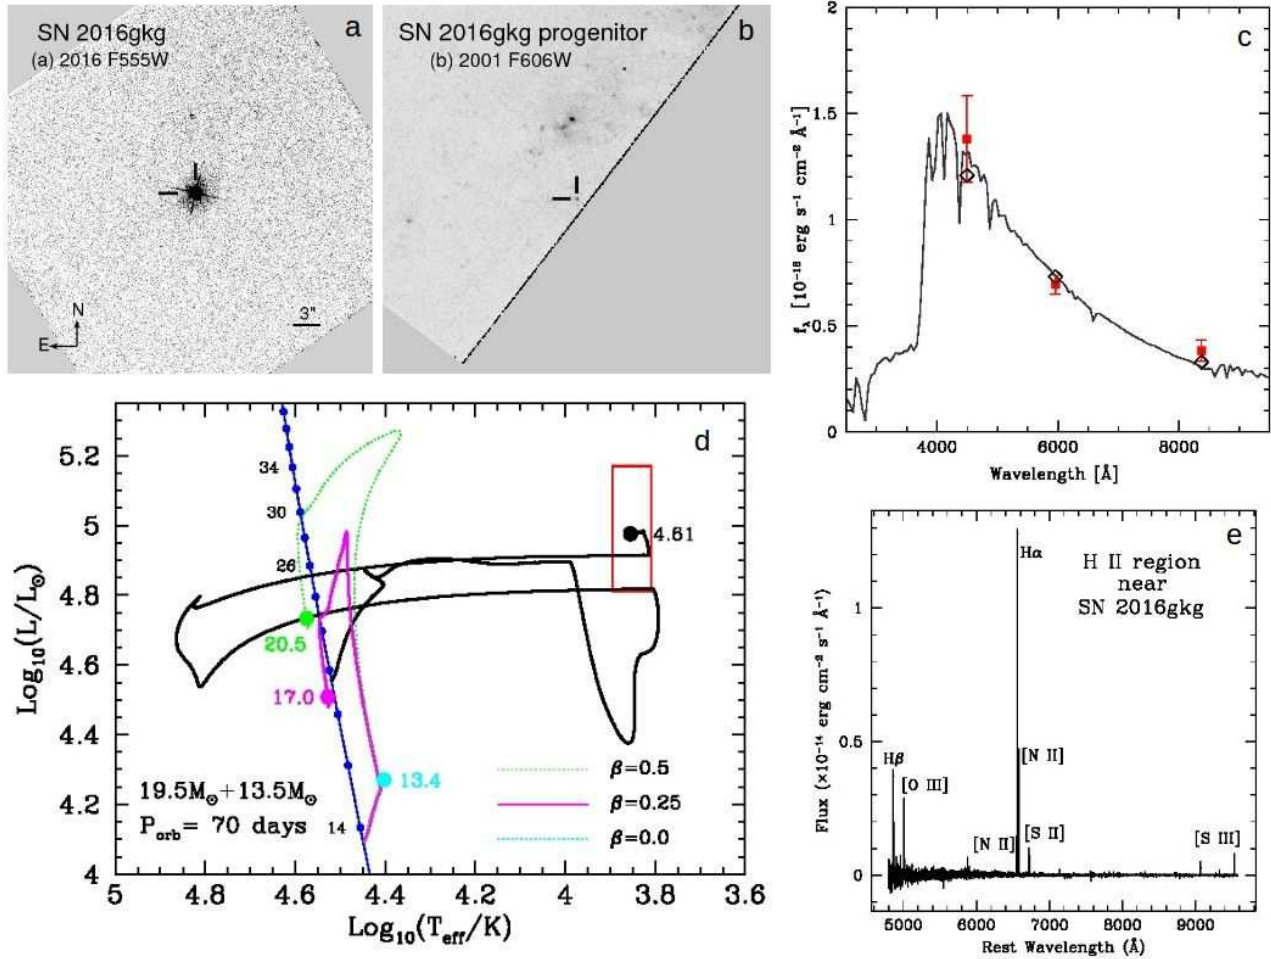 SN 2016gkg
a
(a) 2016 F555W
N
E
3"
SN 2016gkg progenitor
b
(b) 2001 F606W
c
2
1.5
1
0.5
0
f_λ [10⁻¹⁸ erg s⁻¹ cm⁻² Å⁻¹]
4000 6000 8000
Wavelength [Å]
d
5.2
5
4.8
4.6
4.4
4.2
4
Log₁₀(L/L☉)
34
30
26
14
4.61
20.5
17.0
13.4
19.5M☉+13.5M☉
P_orb= 70 days
β=0.5
β=0.25
β=0.0
5 4.8 4.6 4.4 4.2 4 3.8 3.6
Log₁₀(T_eff/K)
e
H II region
near
SN 2016gkg
1
0.5
0
Flux (×10⁻¹⁴ erg cm⁻² s⁻¹ Å⁻¹)
Hα
Hβ
[O III]
[N II]
[N II]
[S II]
[S III]
5000 6000 7000 8000 9000
Rest Wavelength (Å)